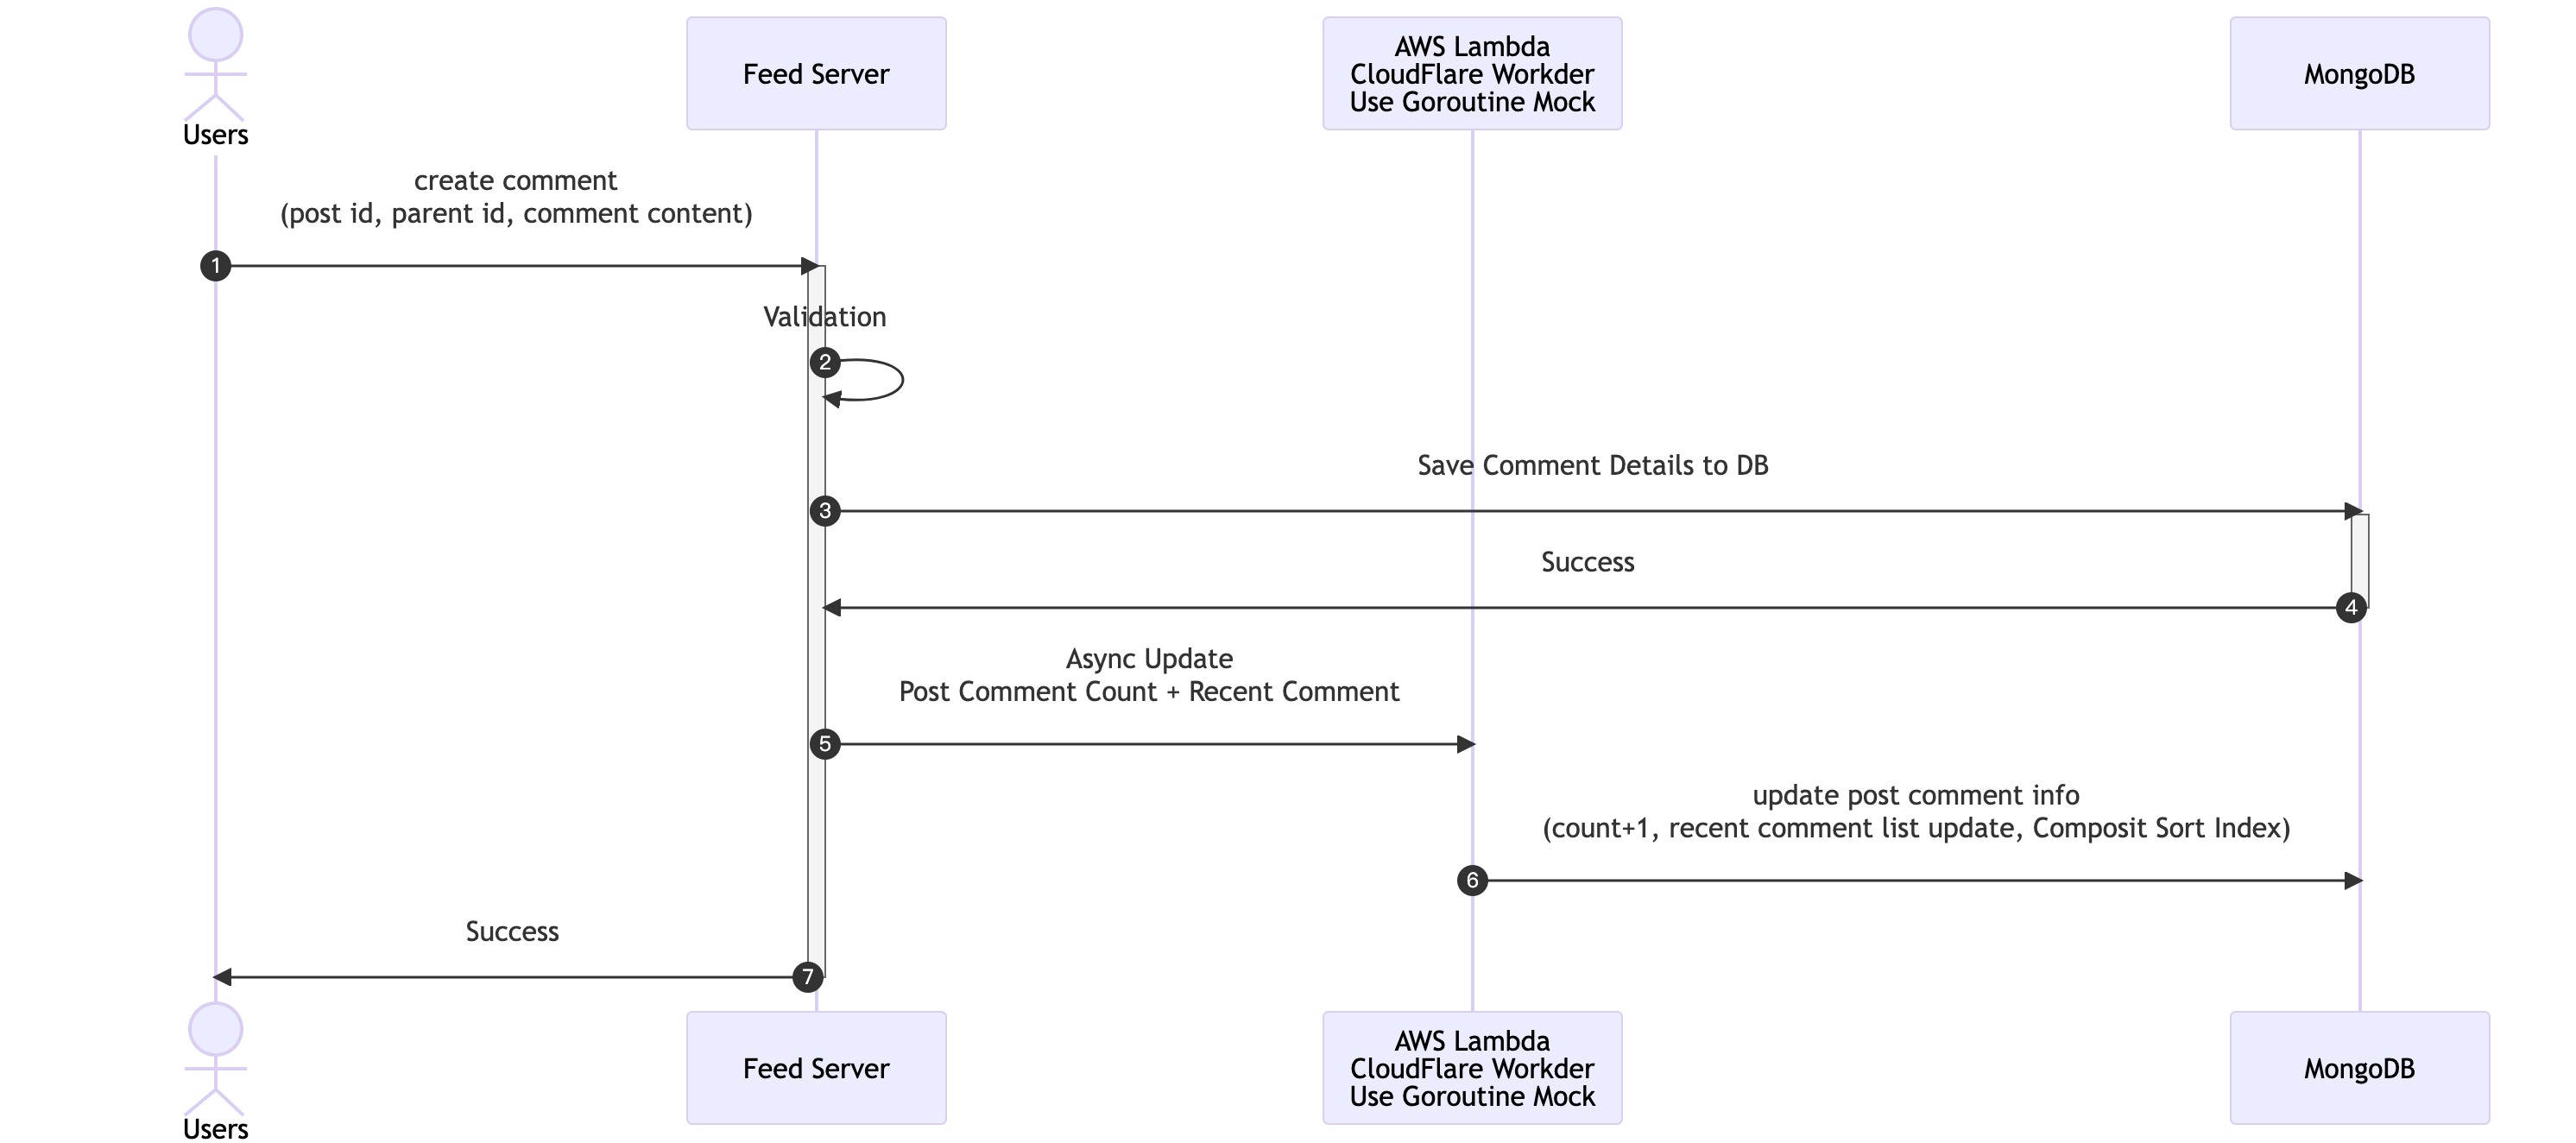 Users
Feed Server
AWS Lambda
CloudFlare Workder
Use Goroutine Mock
MongoDB
create comment
(post id, parent id, comment content)
1
Validation
2
Save Comment Details to DB
3
Success
4
Async Update
Post Comment Count + Recent Comment
5
update post comment info
(count+1, recent comment list update, Composit Sort Index)
6
Success
7
Users
Feed Server
AWS Lambda
CloudFlare Workder
Use Goroutine Mock
MongoDB